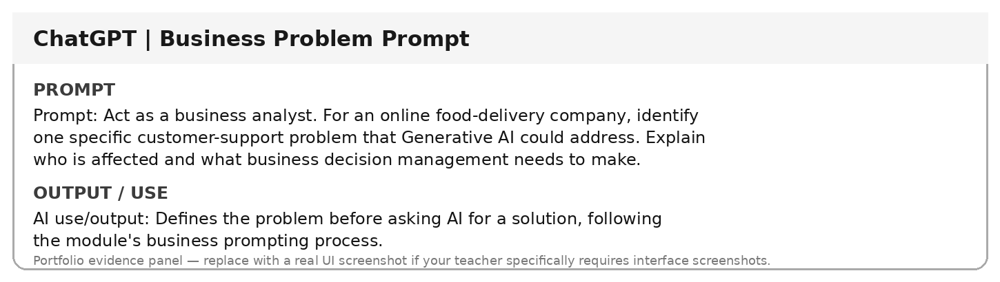 ChatGPT | Business Problem Prompt
PROMPT
Prompt: Act as a business analyst. For an online food-delivery company, identify
one specific customer-support problem that Generative AI could address. Explain
who is affected and what business decision management needs to make.
OUTPUT / USE
AI use/output: Defines the problem before asking AI for a solution, following
the module's business prompting process.
Portfolio evidence panel — replace with a real UI screenshot if your teacher specifically requires interface screenshots.